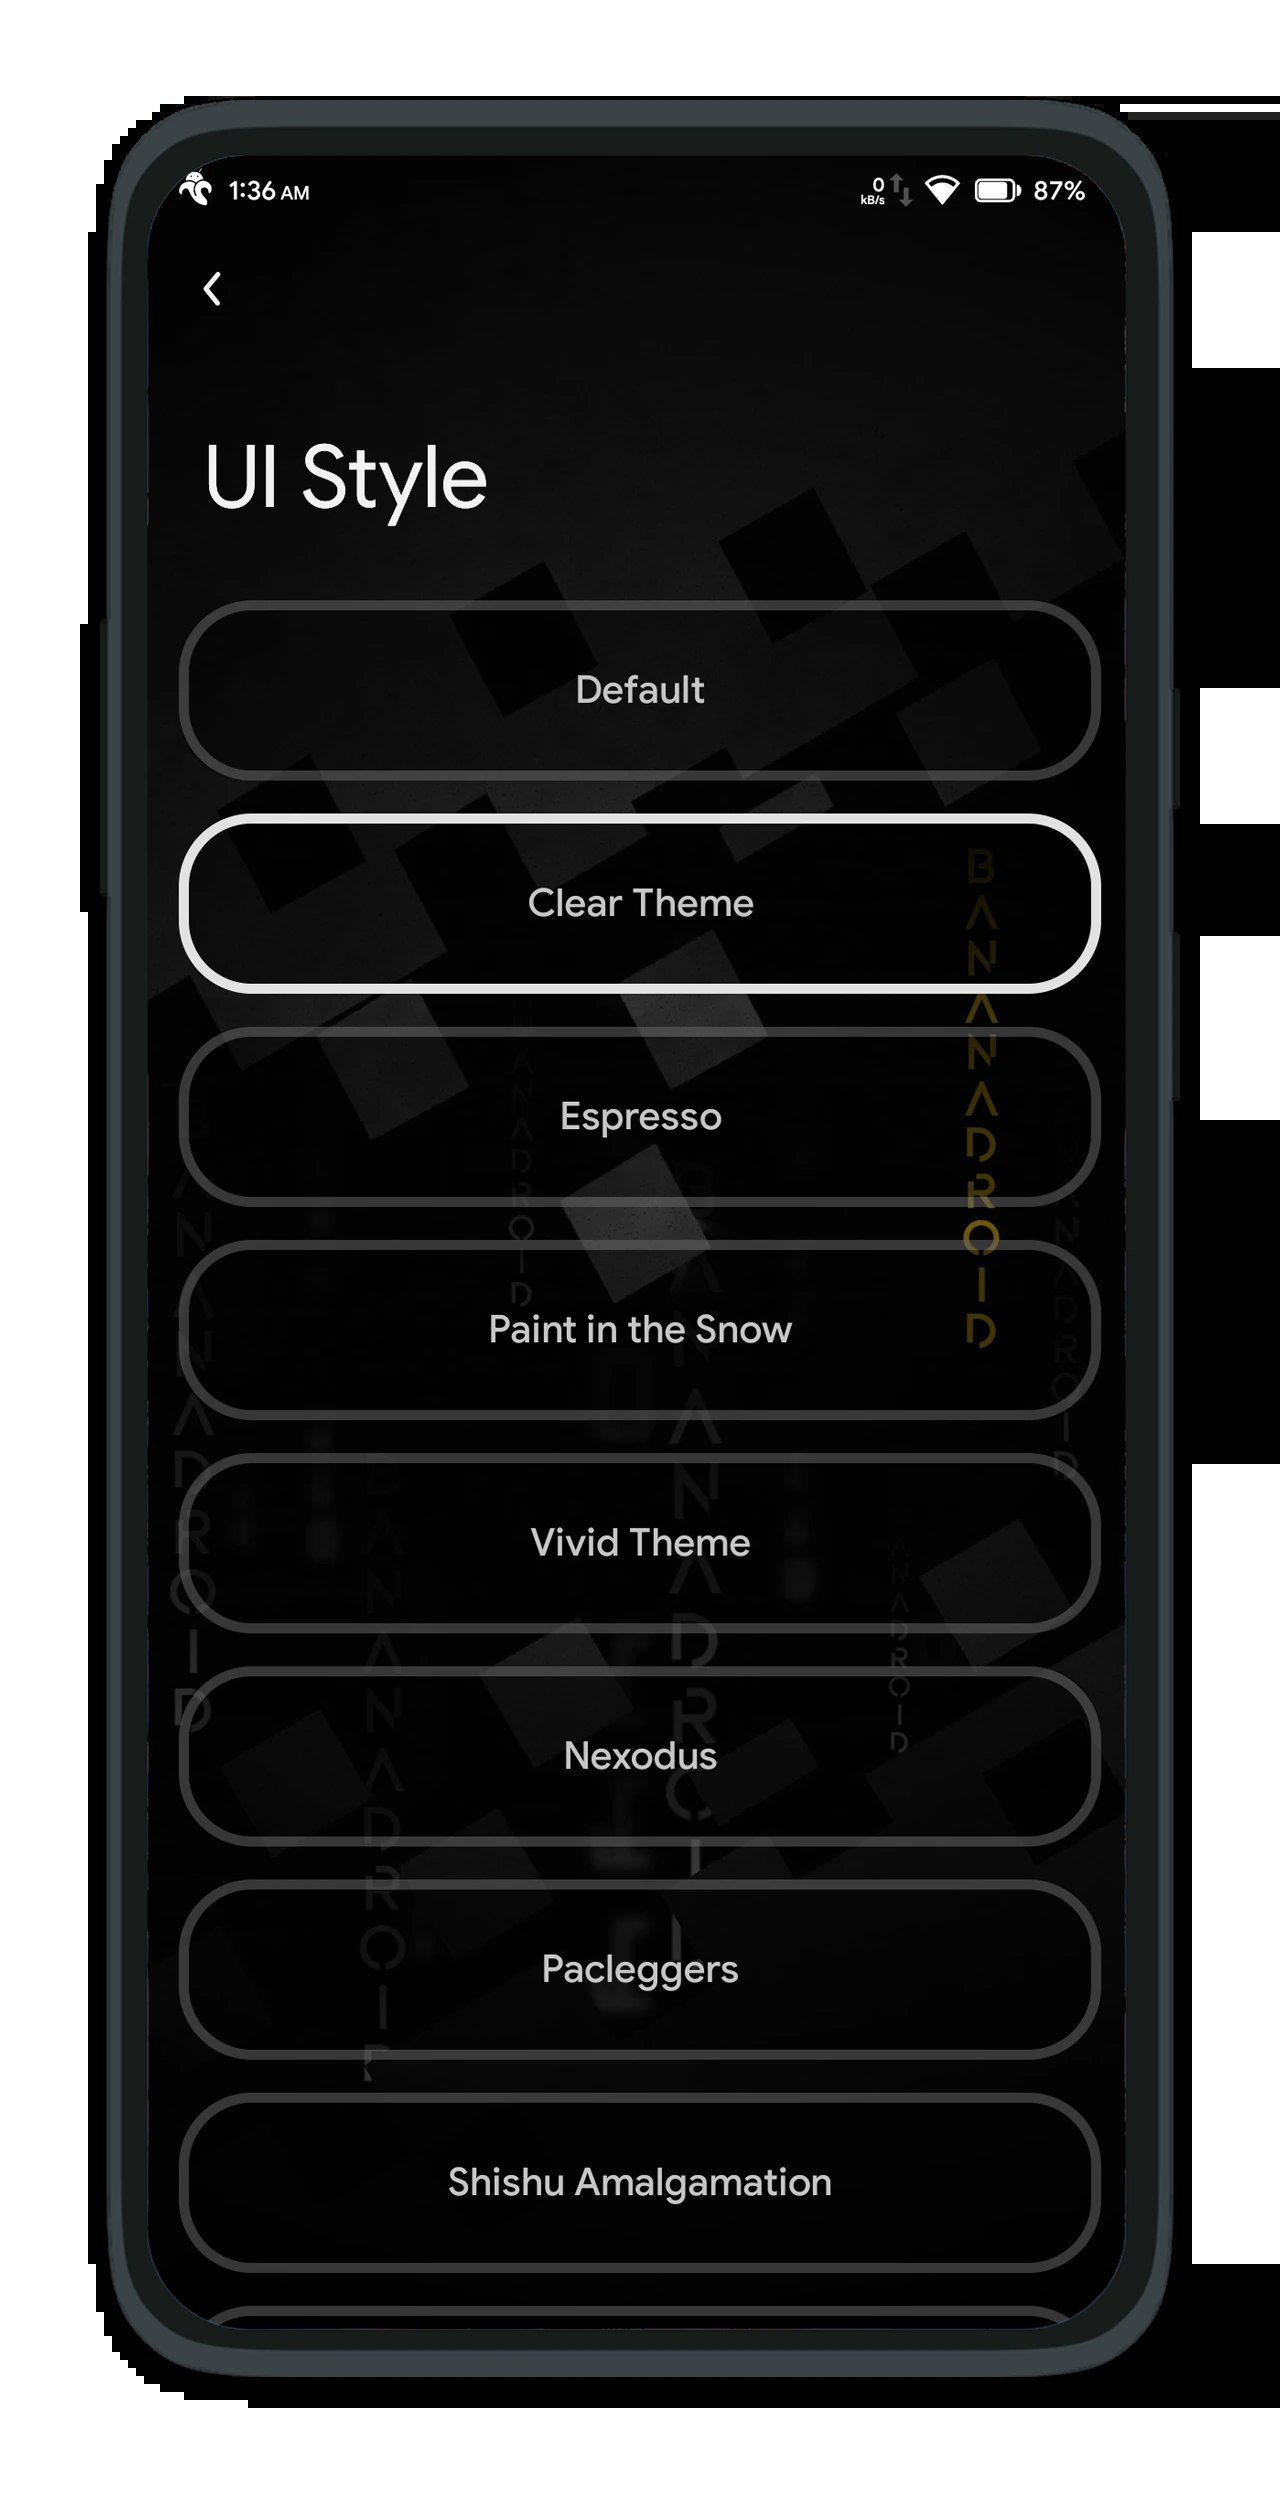 1:36 AM
0
kB/s
87%
UI Style
Default
Clear Theme
Espresso
Paint in the Snow
Vivid Theme
Nexodus
Pacleggers
Shishu Amalgamation
BANANADROID